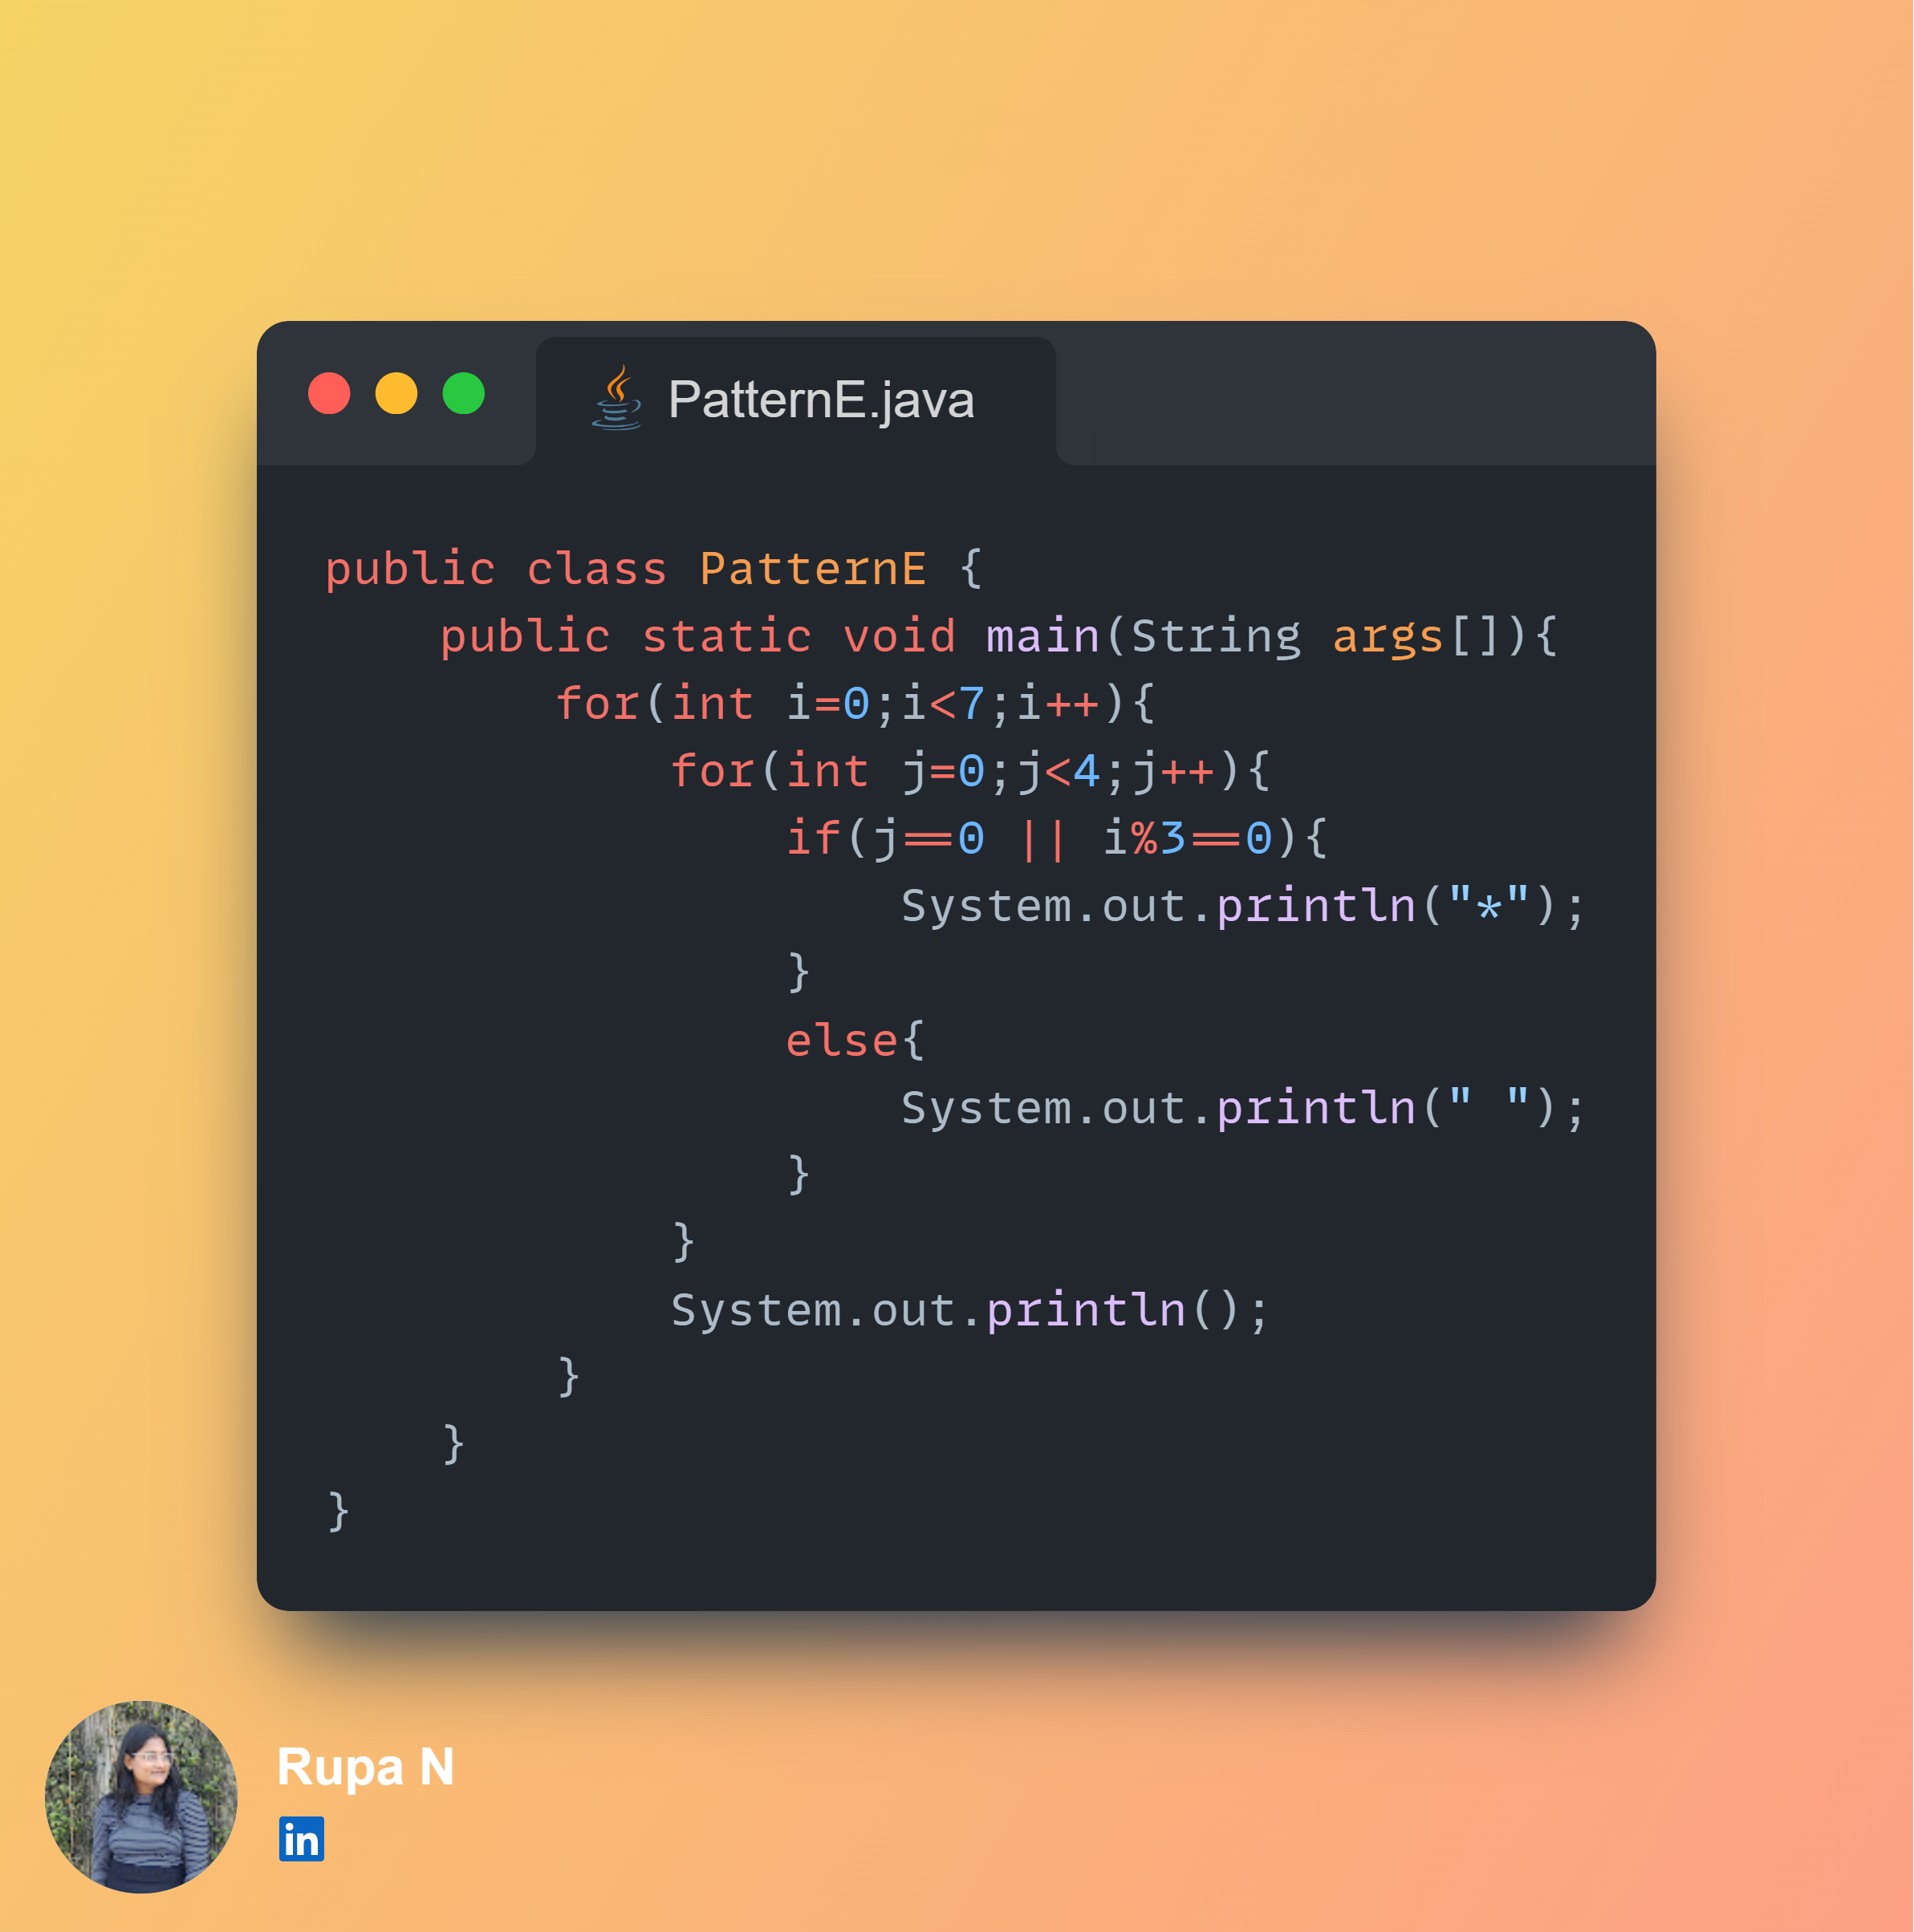 PatternE.java
public class PatternE {
    public static void main(String args[]){
        for(int i=0;i<7;i++){
            for(int j=0;j<4;j++){
                if(j==0 || i%3==0){
                    System.out.println("*");
                }
                else{
                    System.out.println(" ");
                }
            }
            System.out.println();
        }
    }
}
Rupa N
in